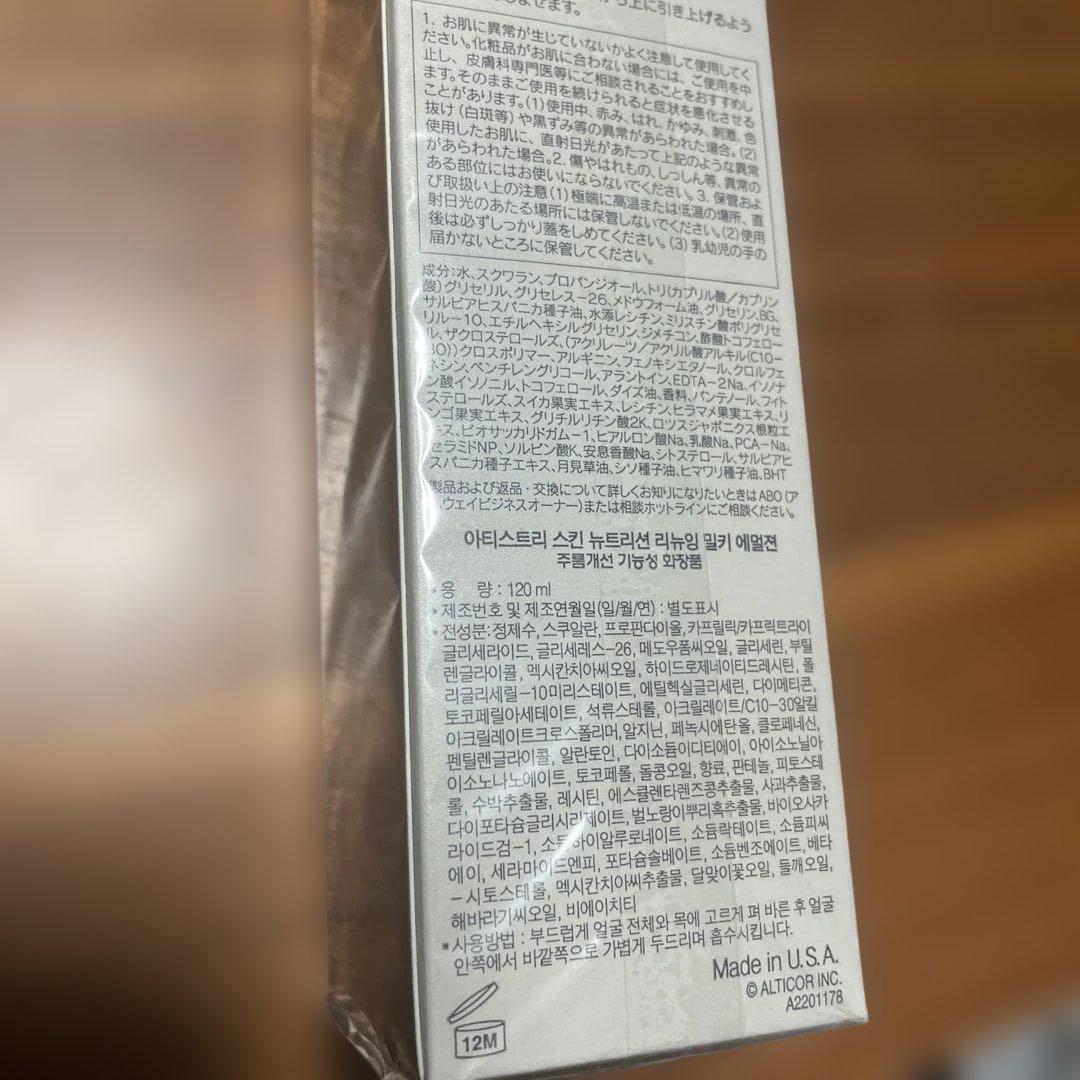 ら上に引き上げるよう
じませます。
1. お肌に異常が生じていないかよく注意して使用してく
ださい。化粧品がお肌に合わない場合には、ご使用を中
止し、皮膚科専門医等にご相談されることをおすすめし
ます。そのままご使用を続けられると症状を悪化させる
ことがあります。(1)使用中、赤み、はれ、かゆみ、刺激、色
抜け(白斑等)や黒ずみ等の異常があらわれた場合。(2)
使用したお肌に、直射日光があたって上記のような異常
があらわれた場合。2. 傷やはれもの、しっしん等、異常の
ある部位にはお使いにならないでください。3. 保管およ
び取扱い上の注意(1)極端に高温または低温の場所、直
射日光のあたる場所には保管しないでください。(2)使用
後は必ずしっかり蓋をしめてください。(3)乳幼児の手の
届かないところに保管してください。
成分:水、スクワラン、プロパンジオール、トリ(カプリル酸/カプリン
酸)グリセリル、グリセレス-26、メドウフォーム油、グリセリン、BG、
サルビアヒスパニカ種子油、水添レシチン、ミリスチン酸ポリグリセ
リル-10、エチルヘキシルグリセリン、ジメチコン、酢酸トコフェロー
ル、ザクロステロールズ、(アクリレーツ/アクリル酸アルキル(C10-
30))クロスポリマー、アルギニン、フェノキシエタノール、クロルフェ
ネシン、ペンチレングリコール、アラントイン、EDTA-2Na、イソノナ
ン酸イソノニル、トコフェロール、ダイズ油、香料、パンテノール、フィト
ステロールズ、スイカ果実エキス、レシチン、ヒラマメ果実エキス、リ
ンゴ果実エキス、グリチルリチン酸2K、ロツスジャポニクス根粒エ
キス、ビオサッカリドガム-1、ヒアルロン酸Na、乳酸Na、PCA-Na、
セラミドNP、ソルビン酸K、安息香酸Na、シトステロール、サルビアヒ
スパニカ種子エキス、月見草油、シソ種子油、ヒマワリ種子油、BHT
製品および返品・交換について詳しくお知りになりたいときはABO(ア
ムウェイビジネスオーナー)または相談ホットラインにご相談ください。
아티스트리 스킨 뉴트리션 리뉴잉 밀키 에멀젼
주름개선 기능성 화장품
• 용 량 : 120 ml
• 제조번호 및 제조연월일(일/월/연) : 별도표시
• 전성분: 정제수, 스쿠알란, 프로판다이올, 카프릴릭/카프릭트라이
글리세라이드, 글리세레스-26, 메도우폼씨오일, 글리세린, 부틸
렌글라이콜, 멕시칸치아씨오일, 하이드로제네이티드레시틴, 폴
리글리세릴-10미리스테이트, 에틸헥실글리세린, 다이메티콘,
토코페릴아세테이트, 석류스테롤, 아크릴레이트/C10-30알킬
아크릴레이트크로스폴리머,알지닌, 페녹시에탄올, 클로페네신,
펜틸렌글라이콜, 알란토인, 다이소듐이디티에이, 아이소노닐아
이소노나노에이트, 토코페롤, 돌콩오일, 향료, 판테놀, 피토스테
롤, 수박추출물, 레시틴, 에스쿨렌타렌즈콩추출물, 사과추출물,
다이포타슘글리시리제이트, 벌노랑이뿌리혹추출물, 바이오사카
라이드검-1, 소듐하이알루로네이트, 소듐락테이트, 소듐피씨
에이, 세라마이드엔피, 포타슘솔베이트, 소듐벤조에이트, 베타
-시토스테롤, 멕시칸치아씨추출물, 달맞이꽃오일, 들깨오일,
해바라기씨오일, 비에이치티
▪ 사용방법 : 부드럽게 얼굴 전체와 목에 고르게 펴 바른 후 얼굴
안쪽에서 바깥쪽으로 가볍게 두드리며 흡수시킵니다.
Made in U.S.A.
© ALTICOR INC.
A2201178
12M